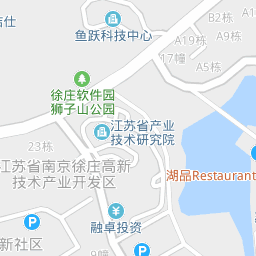 B2栋
信仕
鱼跃科技中心
A19栋
17幢
A5栋
徐庄软件园
狮子山公园
江苏省产业
技术研究院
23栋
江苏省南京徐庄高新
技术产业开发区
湖品Restaurant
P
融卓投资
新社区
9幢
P
P